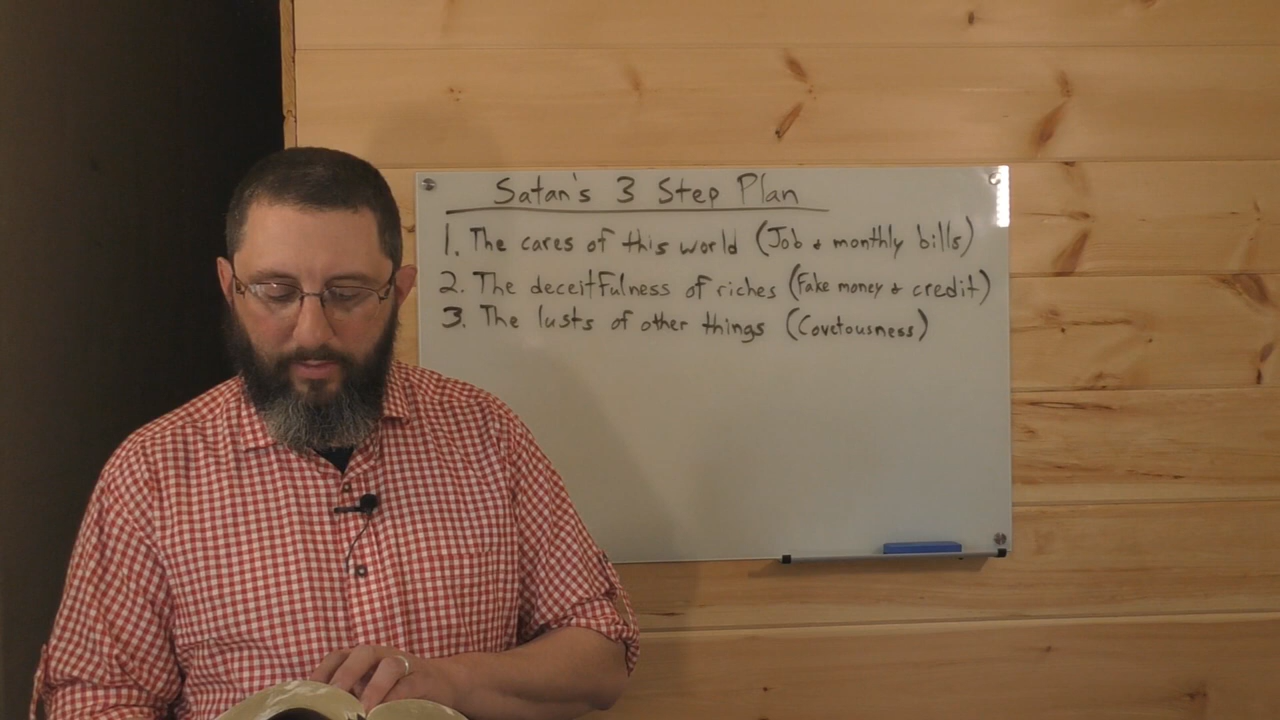 Satan's 3 Step Plan
1. The cares of this world (Job & monthly bills)
2. The deceitfulness of riches (Fake money & credit)
3. The lusts of other things (Covetousness)